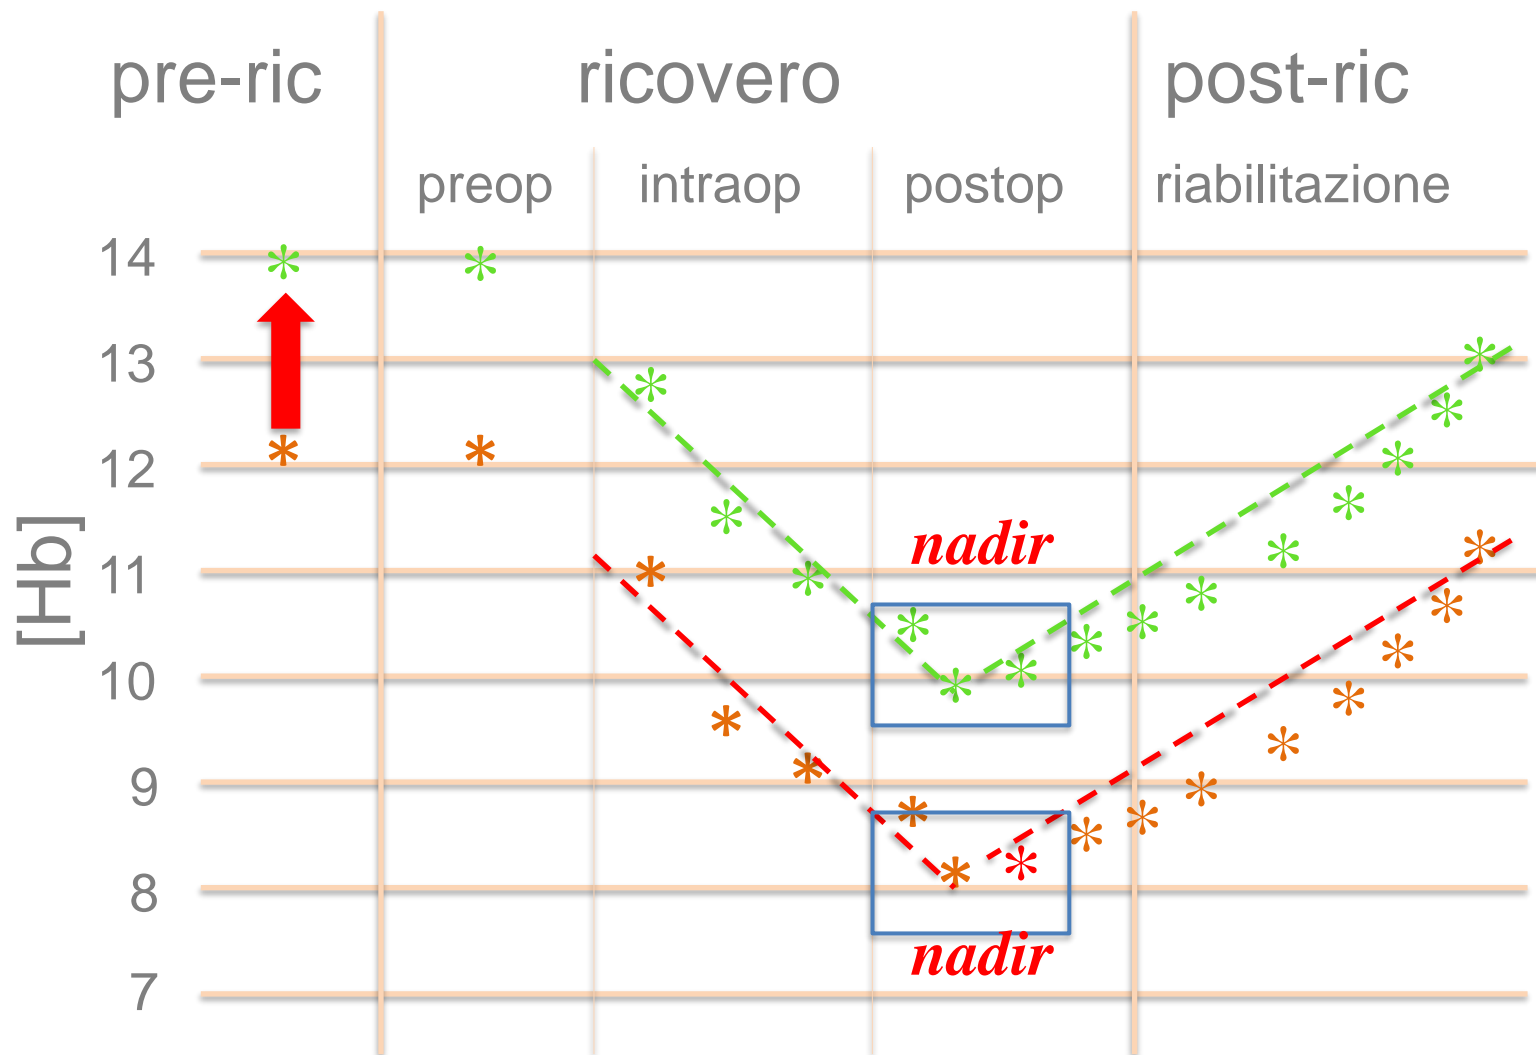 pre-ric ricovero post-ric
preop intraop postop riabilitazione
14
13
12
nadir
11
[Hb]
10
9
8
nadir
7